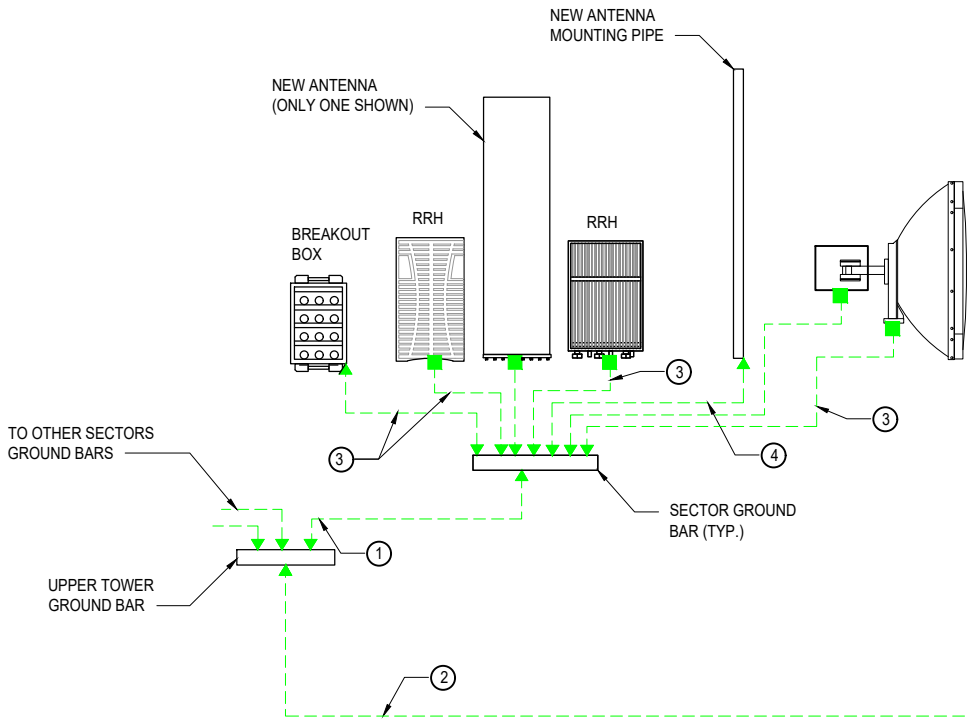 NEW ANTENNA
MOUNTING PIPE
NEW ANTENNA
(ONLY ONE SHOWN)
RRH
RRH
BREAKOUT
BOX
3
3
TO OTHER SECTORS
GROUND BARS
3
4
SECTOR GROUND
BAR (TYP.)
1
UPPER TOWER
GROUND BAR
2